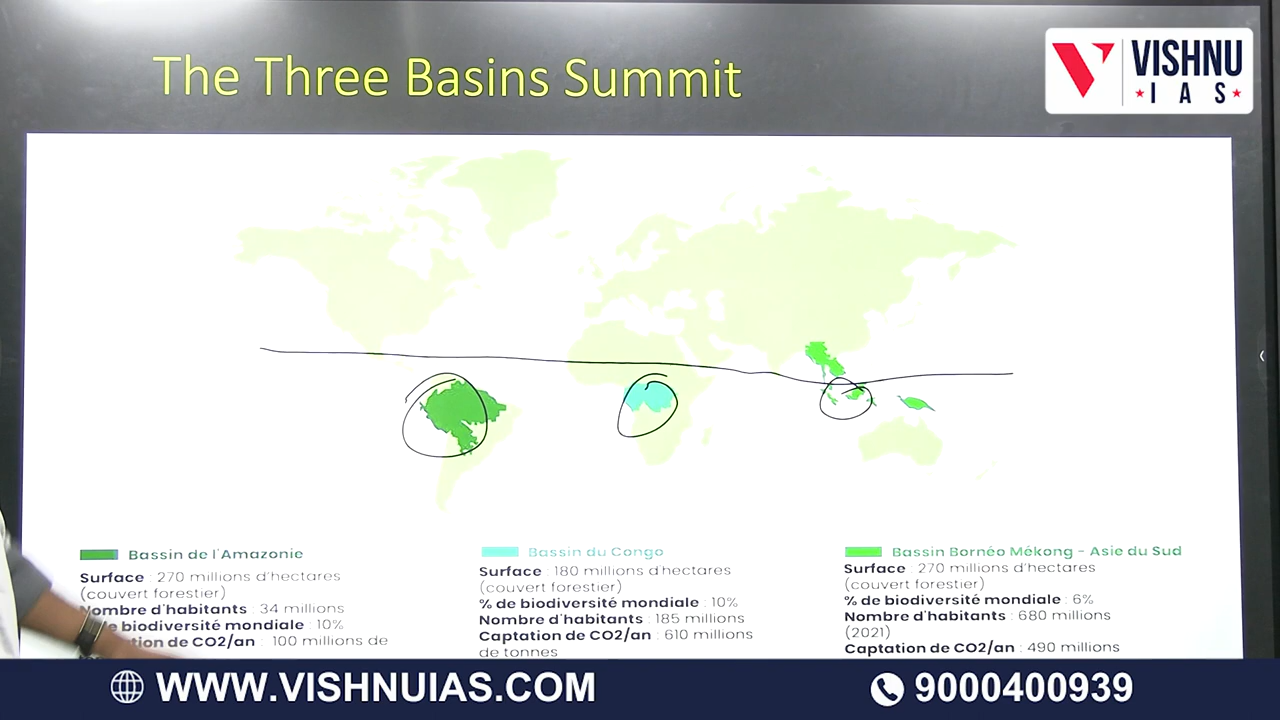 The Three Basins Summit
VISHNU
IAS
Bassin de l'Amazonie
Surface : 270 millions d'hectares
(couvert forestier)
Nombre d'habitants : 34 millions
de biodiversité mondiale : 10%
de CO2/an : 100 millions de
Bassin du Congo
Surface : 180 millions d'hectares
(couvert forestier)
% de biodiversité mondiale : 10%
Nombre d'habitants : 185 millions
Captation de CO2/an : 610 millions
de tonnes
Bassin Bornéo Mékong - Asie du Sud
Surface : 270 millions d'hectares
(couvert forestier)
% de biodiversité mondiale : 6%
Nombre d'habitants : 680 millions
(2021)
Captation de CO2/an : 490 millions
WWW.VISHNUIAS.COM
9000400939